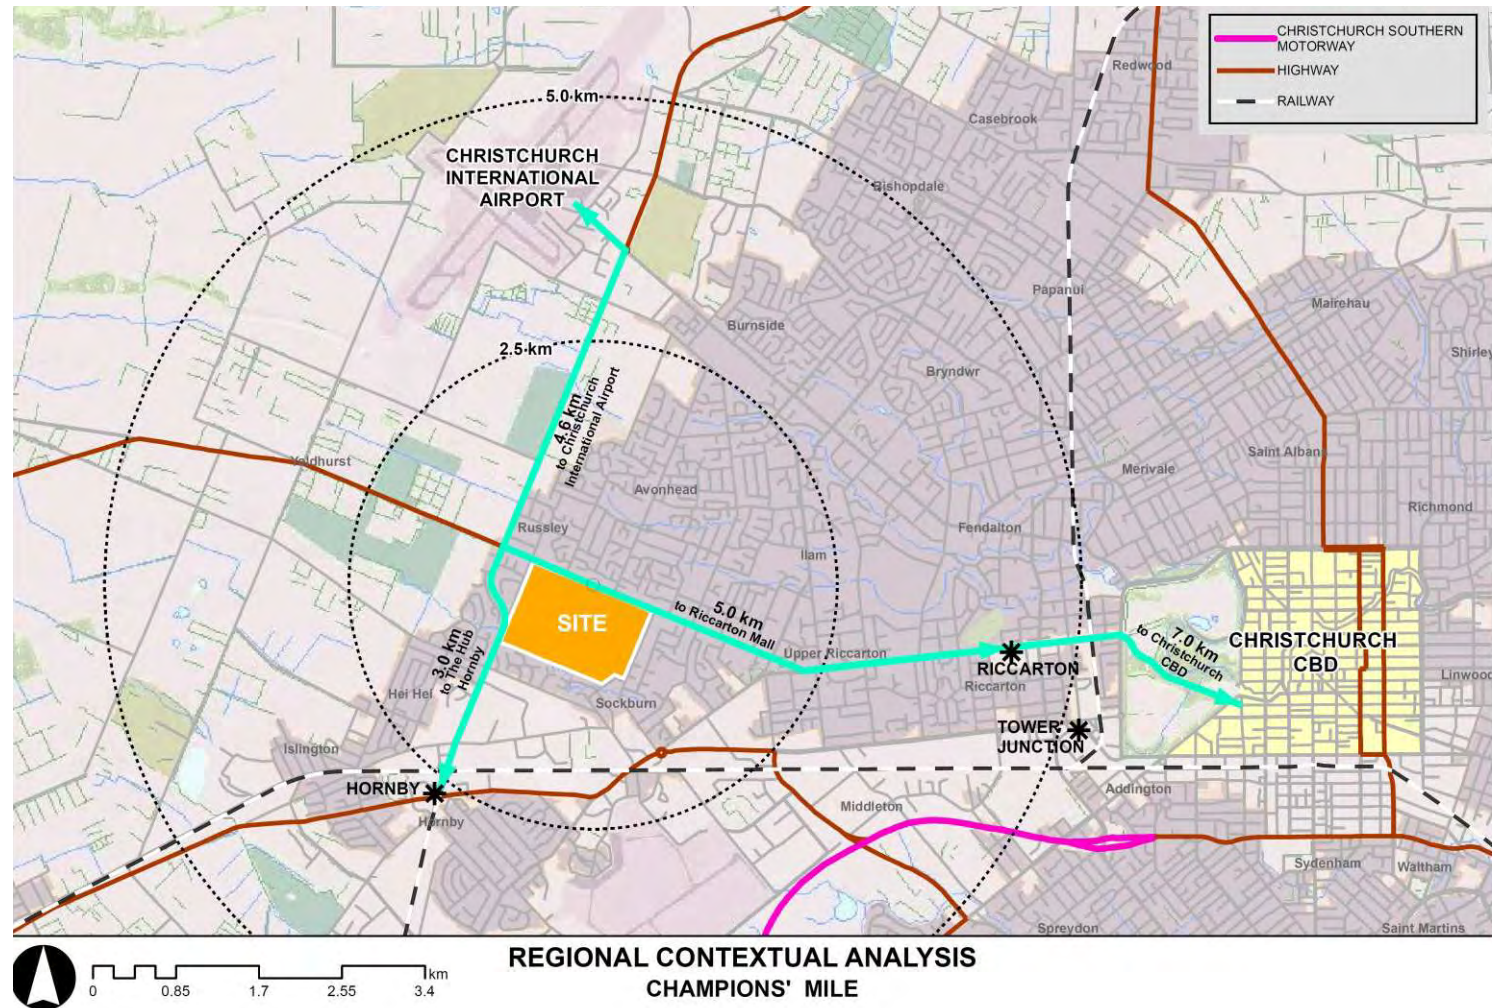 CHRISTCHURCH SOUTHERN
MOTORWAY
HIGHWAY
RAILWAY
Redwood
5.0 km
Casebrook
CHRISTCHURCH
INTERNATIONAL
AIRPORT
Bishopdale
Papanui
Mairehau
Burnside
2.5 km
Shirley
Bryndwr
4.6 km
to Christchurch
International Airport
Yaldhurst
Saint Alban
Merivale
Avonhead
Richmond
Russley
Ilam
Fendalton
SITE
5.0 km
to Riccarton Mall
7.0 km
to Christchurch
CBD
CHRISTCHURCH
CBD
3.0 km
to The Hub
Hornby
Upper Riccarton
RICCARTON
Riccarton
Linwood
Hei Hei
Sockburn
TOWER
JUNCTION
Islington
HORNBY
Hornby
Middleton
Addington
Sydenham
Waltham
Spreydon
Saint Martins
REGIONAL CONTEXTUAL ANALYSIS
CHAMPIONS' MILE
km
0 0.85 1.7 2.55 3.4